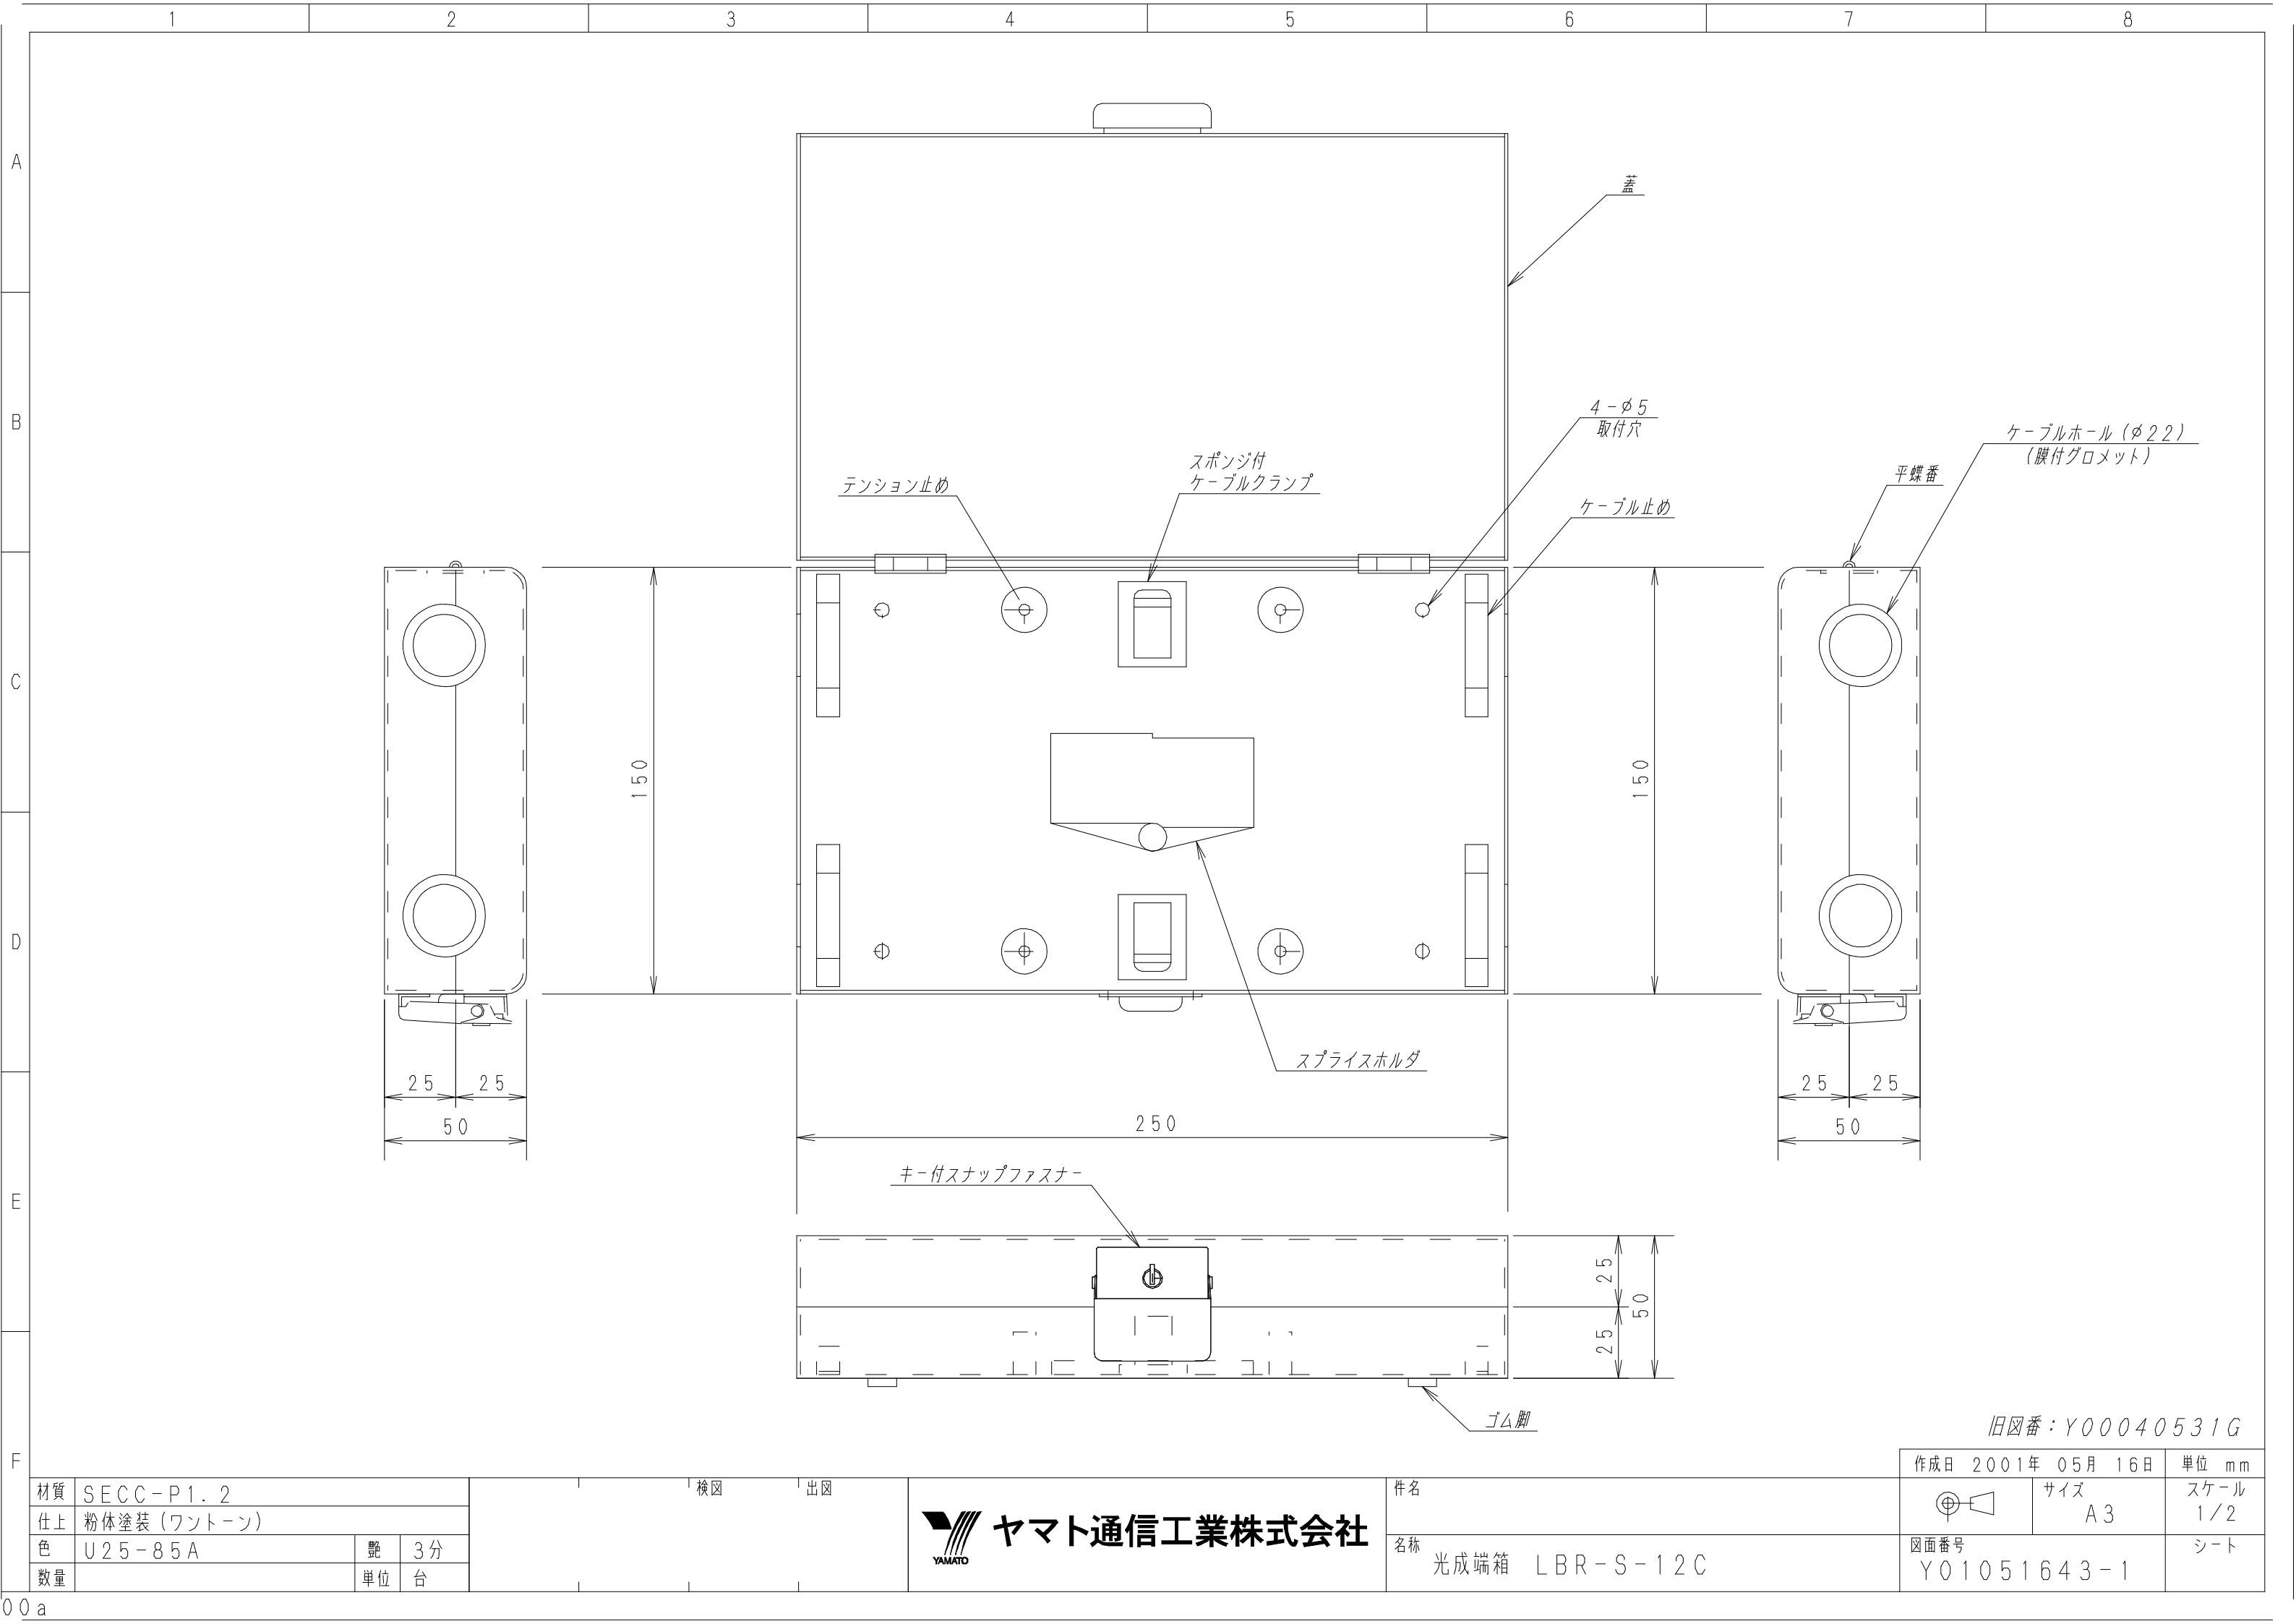 1 2 3 4 5 6 7 8
A
B
C
D
E
F
蓋
4-φ5
取付穴
ケーブルホール(φ22)
(膜付グロメット)
平蝶番
スポンジ付
ケーブルクランプ
テンション止め
ケーブル止め
150
150
スプライスホルダ
25 25
50
250
25 25
50
キー付スナップファスナー
25
50
25
ゴム脚
旧図番:Y00040531G
作成日 2001年 05月 16日
単位 mm
サイズ
A3
スケール
1/2
図面番号
Y01051643-1
シート
材質 SECC-P1.2
仕上 粉体塗装(ワントーン)
色 U25-85A 艶 3分
数量 単位 台
検図
出図
YAMATO
ヤマト通信工業株式会社
件名
名称
光成端箱 LBR-S-12C
00a